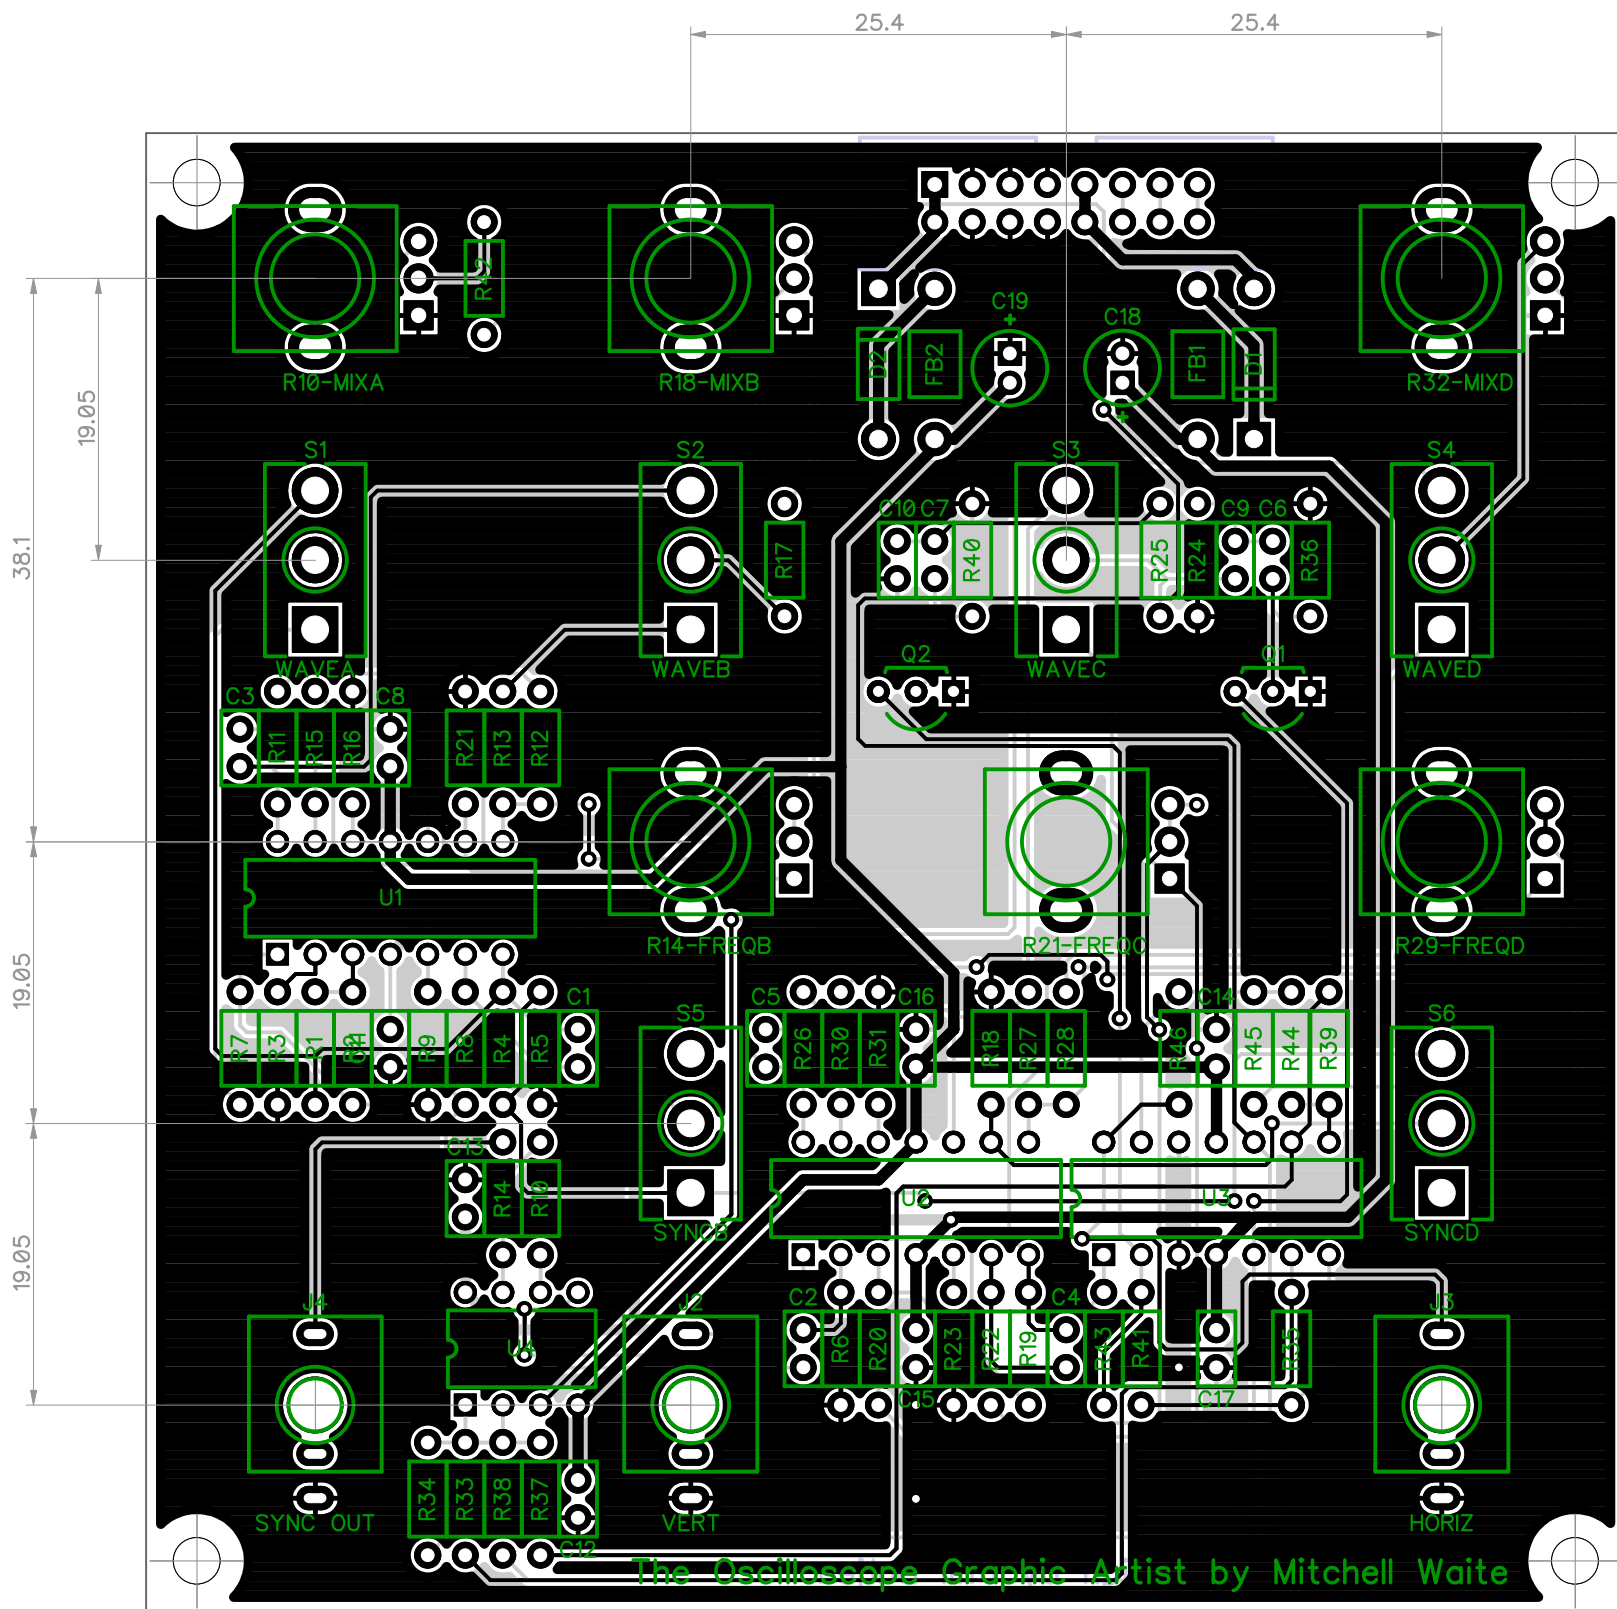 25.4 25.4
C19
C18
R42
D2 FB2 FB1 D1
R10-MIXA R18-MIXB R32-MIXD
19.05
S1 S2 S3 S4
C10 C7 C9 C6
38.1
R17 R40 R25 R24 R36
Q2 Q1
WAVEA WAVEB WAVEC WAVED
C3 C8
R11 R15 R16 R21 R13 R12
U1
R14-FREQB R21-FREQC R29-FREQD
19.05
C1 S5 C5 C16 C14 S6
R7 R3 R1 R9 R8 R4 R5 R26 R30 R31 R18 R27 R28 R46 R45 R44 R39
C13
R14 R10 U2 U3
SYNCB SYNCD
19.05
J4 J2 C2 C4 J3
U4 R6 R20 R23 R22 R19 R43 R41 R35
C15 C17
R34 R33 R38 R37
SYNC OUT VERT HORIZ
C12
The Oscilloscope Graphic Artist by Mitchell Waite